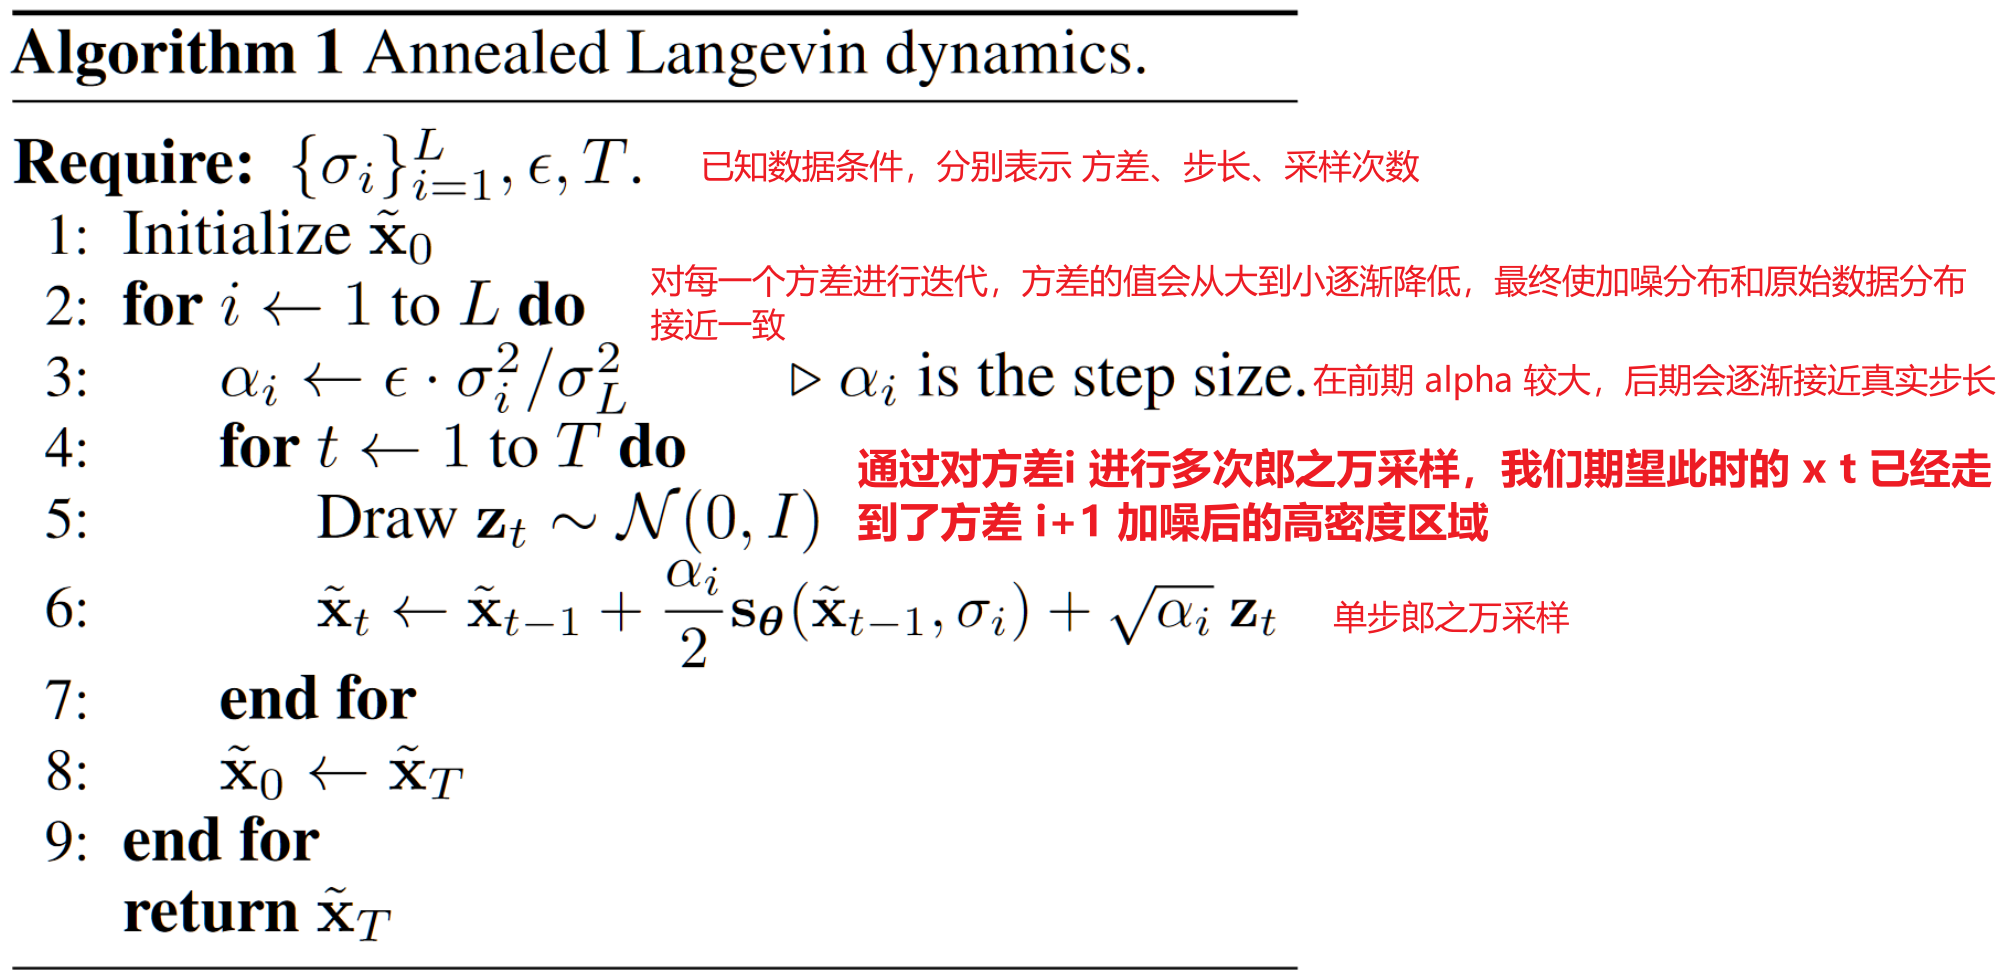 Algorithm 1 Annealed Langevin dynamics.
Require: $\{\sigma_i\}_{i=1}^{L}, \epsilon, T.$ 已知数据条件，分别表示 方差、步长、采样次数
1: Initialize $\tilde{\mathbf{x}}_0$
对每一个方差进行迭代，方差的值会从大到小逐渐降低，最终使加噪分布和原始数据分布
2: for $i \leftarrow 1$ to $L$ do
接近一致
3: $\alpha_i \leftarrow \epsilon \cdot \sigma_i^2 / \sigma_L^2$ ▷ $\alpha_i$ is the step size. 在前期 alpha 较大，后期会逐渐接近真实步长
4: for $t \leftarrow 1$ to $T$ do
通过对方差i 进行多次郎之万采样，我们期望此时的 x t 已经走
5: Draw $\mathbf{z}_t \sim \mathcal{N}(0, I)$
到了方差 i+1 加噪后的高密度区域
6: $\tilde{\mathbf{x}}_t \leftarrow \tilde{\mathbf{x}}_{t-1} + \frac{\alpha_i}{2} \mathbf{s}_{\boldsymbol{\theta}}(\tilde{\mathbf{x}}_{t-1}, \sigma_i) + \sqrt{\alpha_i}\, \mathbf{z}_t$ 单步郎之万采样
7: end for
8: $\tilde{\mathbf{x}}_0 \leftarrow \tilde{\mathbf{x}}_T$
9: end for
return $\tilde{\mathbf{x}}_T$